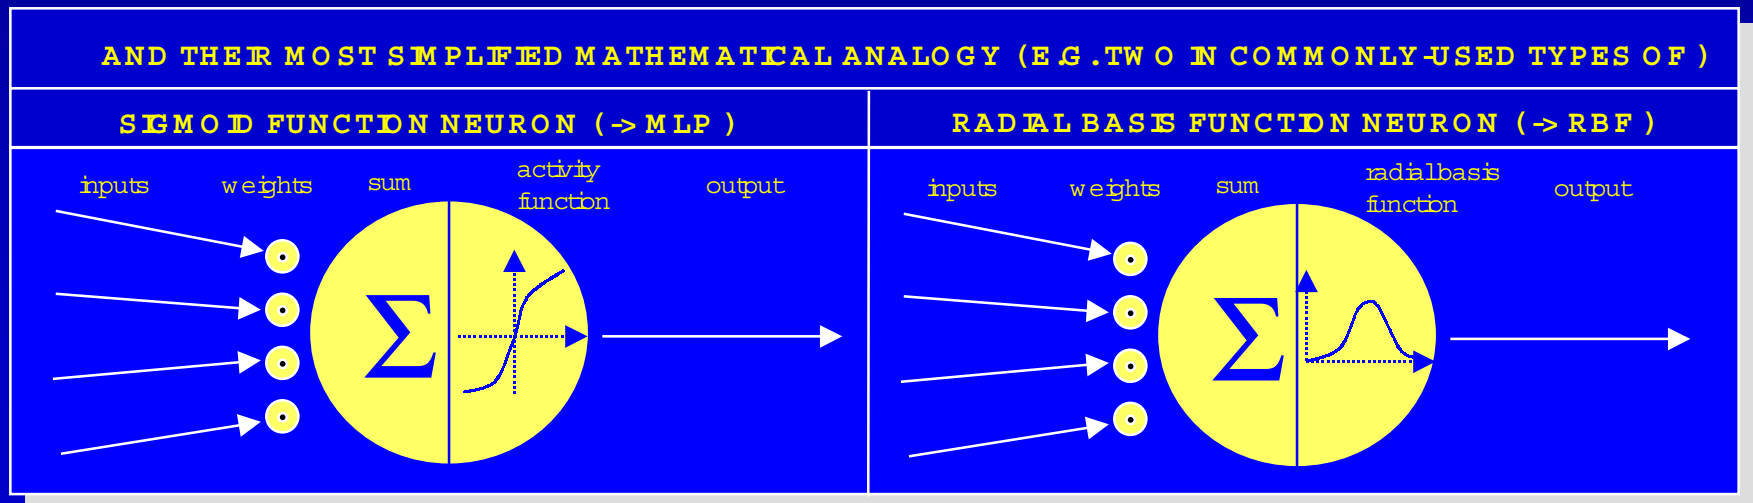 AND THEIR MOST SIMPLIFIED MATHEMATICAL ANALOGY (E.G. TWO IN COMMONLY-USED TYPES OF)
SIGMOID FUNCTION NEURON (-> MLP)
RADIAL BASIS FUNCTION NEURON (-> RBF)
inputs weights sum activity function output
Σ
inputs weights sum radial basis function output
Σ